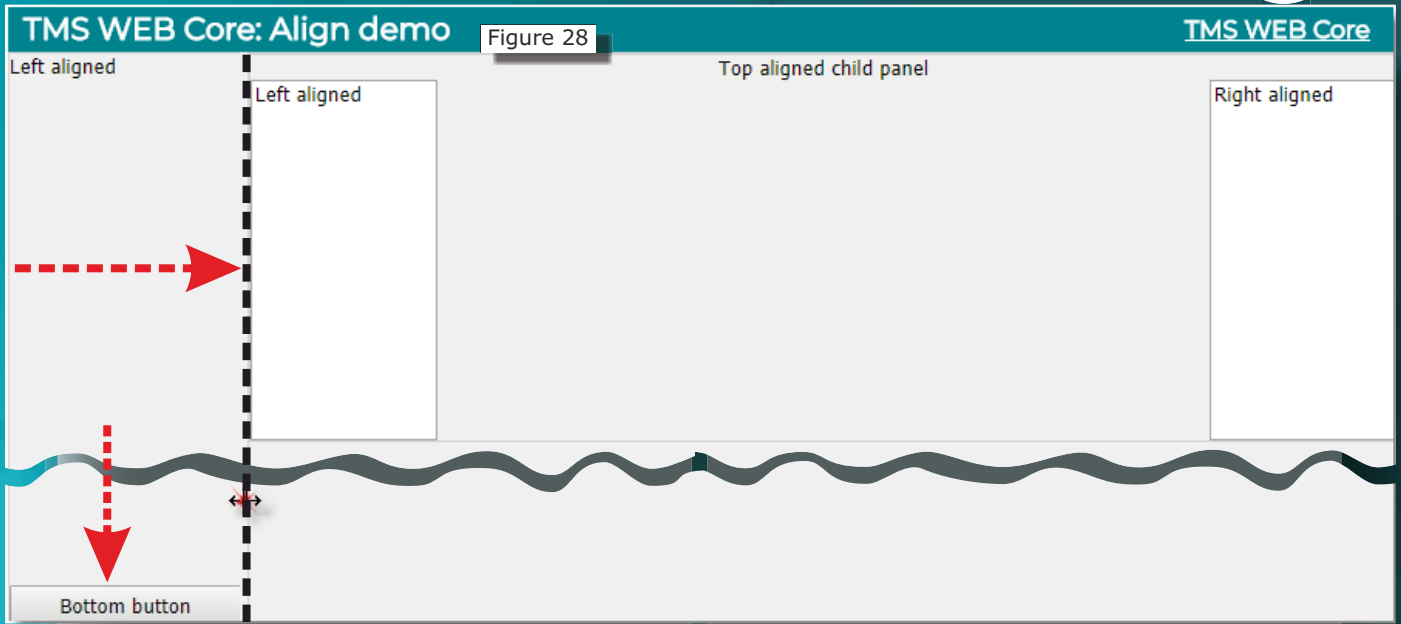 TMS WEB Core: Align demo
Figure 28
TMS WEB Core
Left aligned
Top aligned child panel
Left aligned
Right aligned
Bottom button